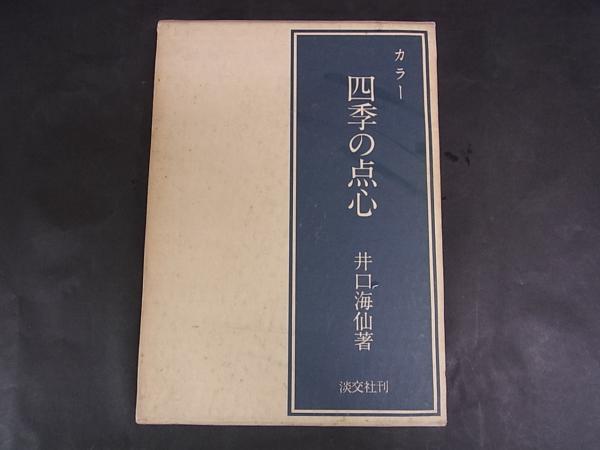 カラー
四季の点心
井口海仙著
淡交社刊